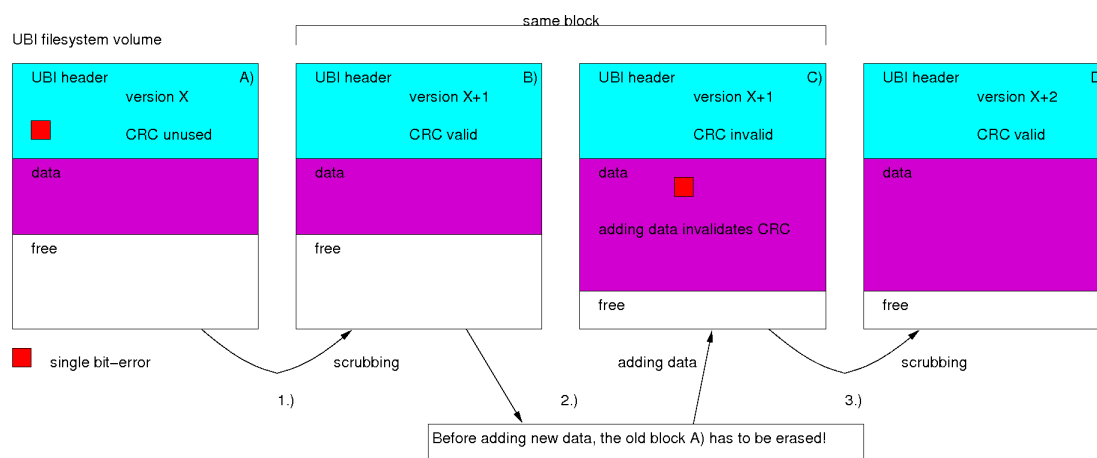 same block
UBI filesystem volume
UBI header A)
version X
CRC unused
data
free
UBI header B)
version X+1
CRC valid
data
free
UBI header C)
version X+1
CRC invalid
data
adding data invalidates CRC
free
UBI header D
version X+2
CRC valid
data
free
single bit–error
scrubbing
adding data
scrubbing
1.)
2.)
3.)
Before adding new data, the old block A) has to be erased!